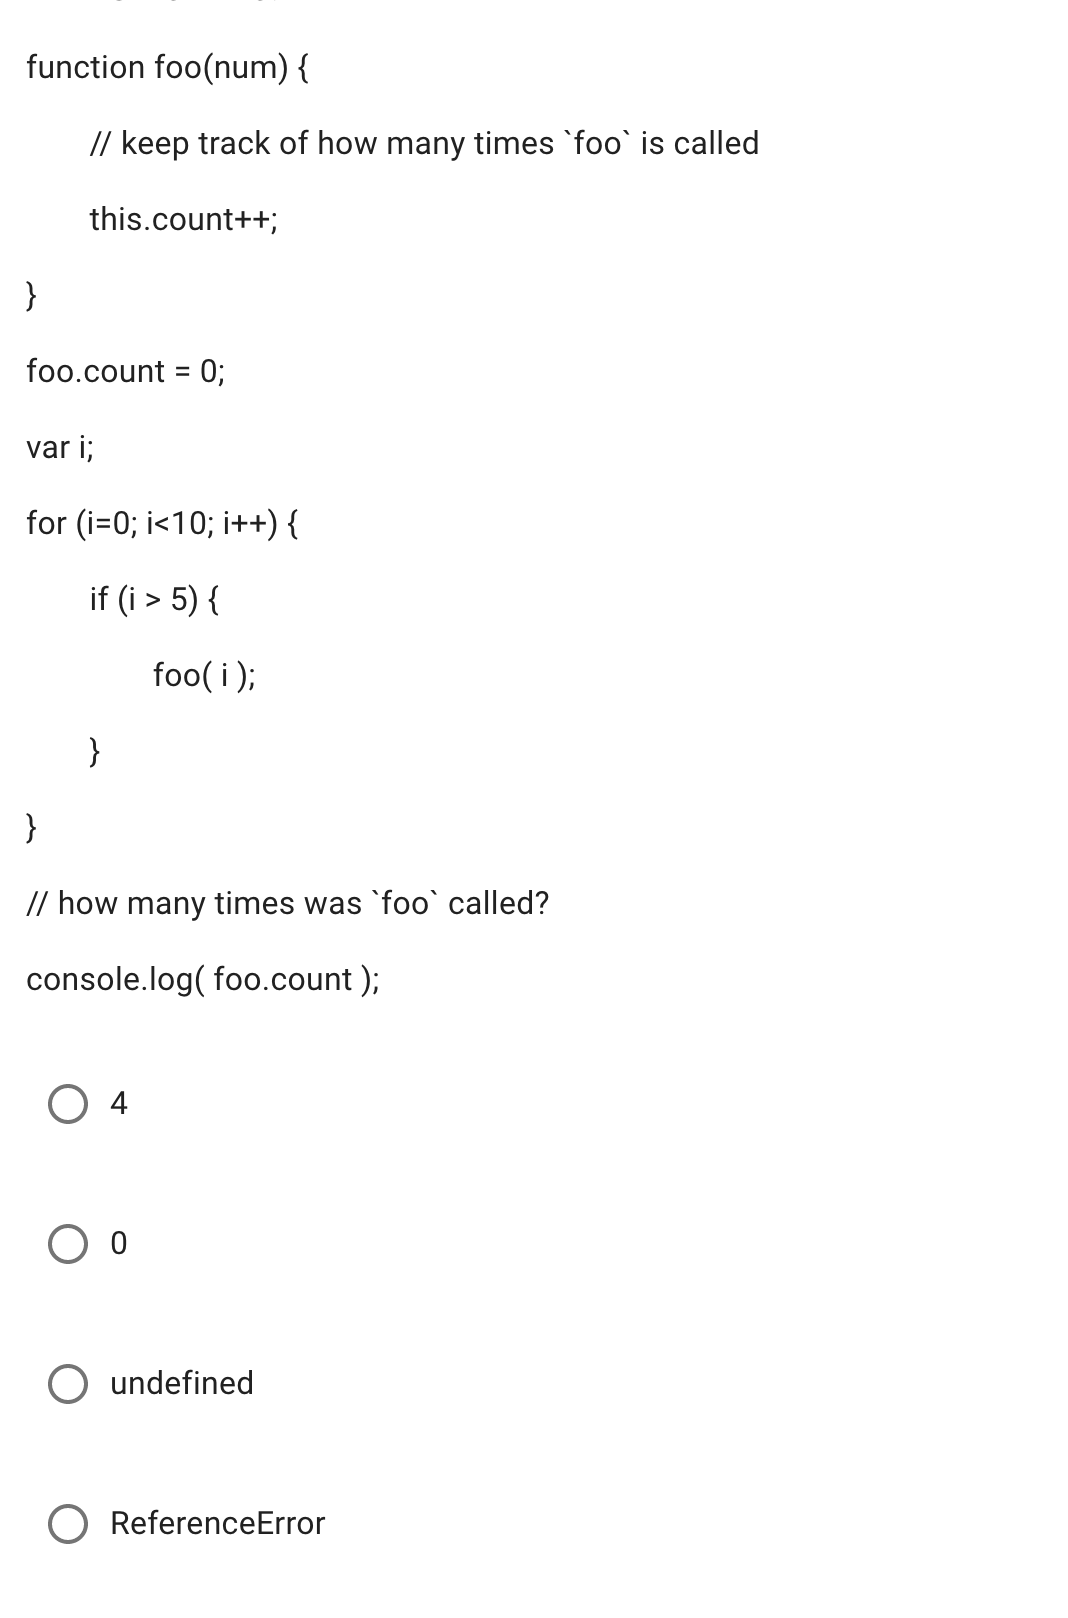 function foo(num) {
// keep track of how many times `foo` is called
this.count++;
}
foo.count = 0;
var i;
for (i=0; i<10; i++) {
if (i > 5) {
foo( i );
}
}
// how many times was `foo` called?
console.log( foo.count );
4
0
undefined
ReferenceError